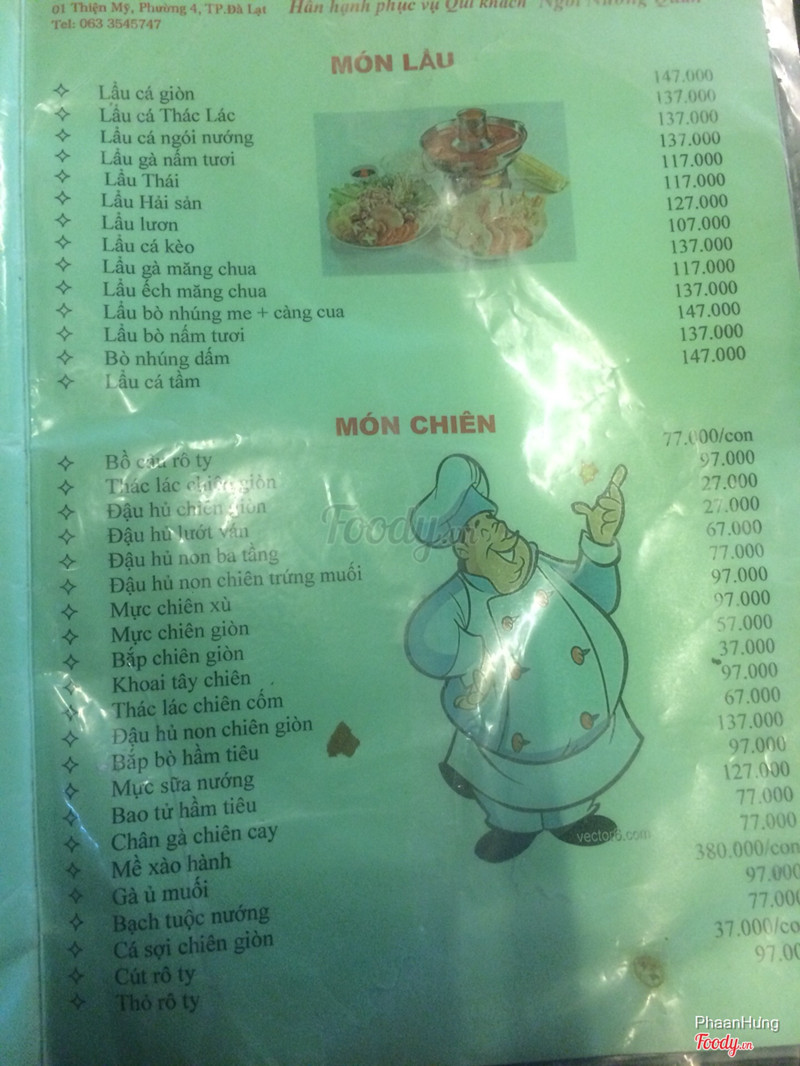 01 Thiện Mỹ, Phường 4, TP.Đà Lạt
Tel: 063 3545747
Hân hạnh phục vụ Quí khách "Ngói Nướng Quán"
MÓN LẨU
Lẩu cá giòn 147.000
Lẩu cá Thác Lác 137.000
Lẩu cá ngói nướng 137.000
Lẩu gà nấm tươi 137.000
Lẩu Thái 117.000
Lẩu Hải sản 117.000
Lẩu lươn 127.000
Lẩu cá kèo 107.000
Lẩu gà măng chua 137.000
Lẩu ếch măng chua 117.000
Lẩu bò nhúng me + càng cua 137.000
Lẩu bò nấm tươi 147.000
Bò nhúng dấm 137.000
Lẩu cá tầm 147.000
MÓN CHIÊN
Bồ câu rô ty 77.000/con
Thác lác chiên giòn 97.000
Đậu hủ chiên giòn 27.000
Đậu hủ lướt ván 27.000
Đậu hủ non ba tầng 67.000
Đậu hủ non chiên trứng muối 77.000
Mực chiên xù 97.000
Mực chiên giòn 97.000
Bắp chiên giòn 57.000
Khoai tây chiên 37.000
Thác lác chiên cốm 97.000
Đậu hủ non chiên giòn 67.000
Bắp bò hầm tiêu 137.000
Mực sữa nướng 97.000
Bao tử hầm tiêu 127.000
Chân gà chiên cay 77.000
Mề xào hành 77.000
Gà ủ muối 380.000/con
Bạch tuộc nướng 97.000
Cá sợi chiên giòn 77.000
Cút rô ty 37.000/co
Thỏ rô ty 97.00
Foody.vn
vector6.com
PhaanHung
Foody.vn